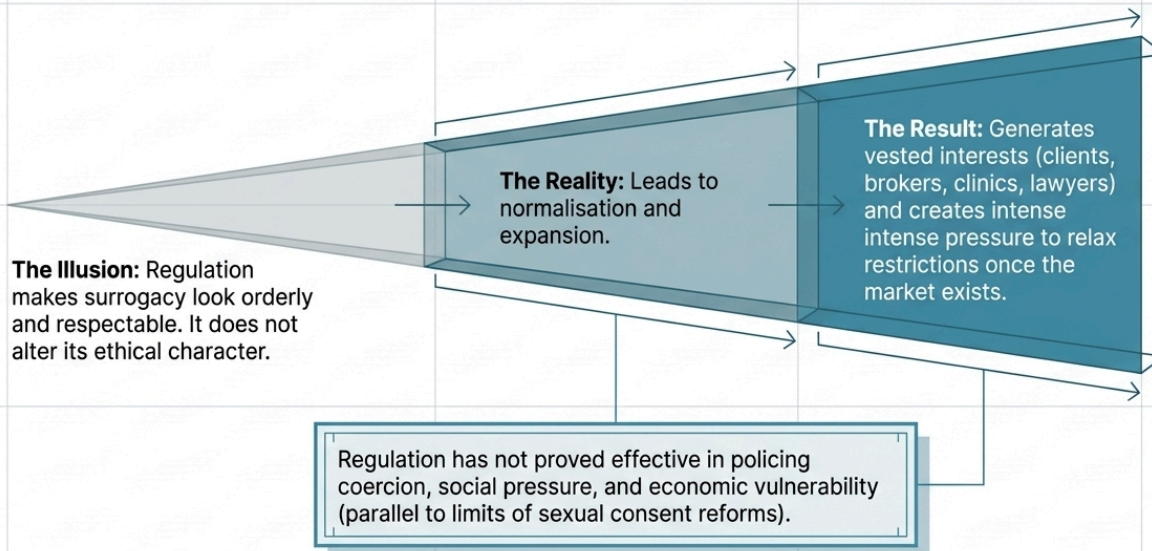 The Illusion: Regulation
makes surrogacy look orderly
and respectable. It does not
alter its ethical character.
The Reality: Leads to
normalisation and
expansion.
The Result: Generates
vested interests (clients,
brokers, clinics, lawyers)
and creates intense
intense pressure to relax
restrictions once the
market exists.
Regulation has not proved effective in policing
coercion, social pressure, and economic vulnerability
(parallel to limits of sexual consent reforms).